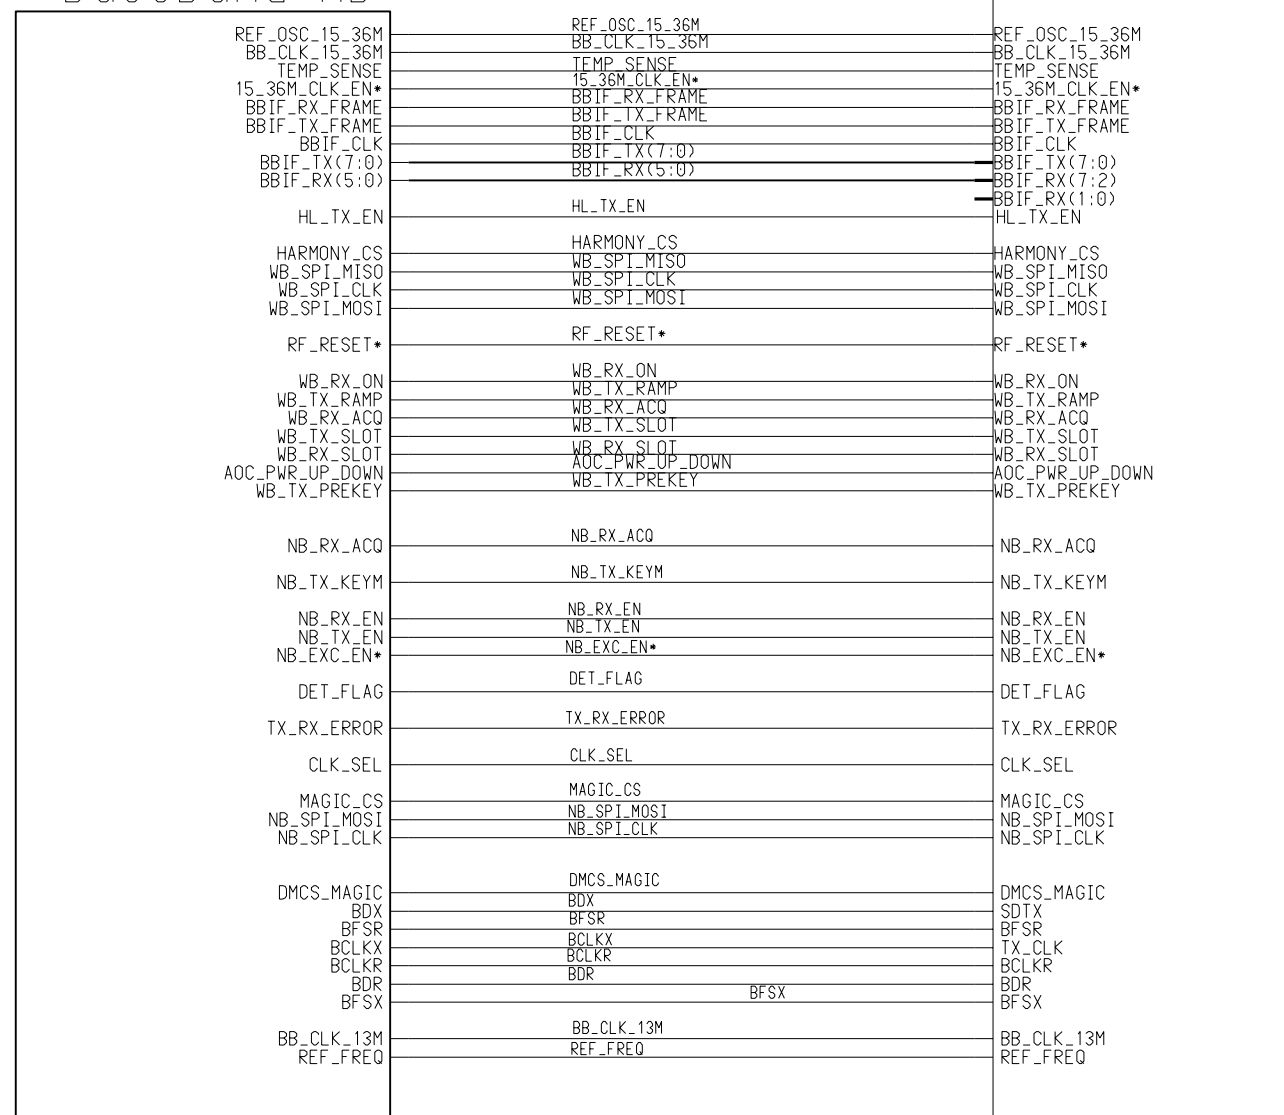 REF_OSC_15_36M REF_OSC_15_36M REF_OSC_15_36M
BB_CLK_15_36M BB_CLK_15_36M BB_CLK_15_36M
TEMP_SENSE TEMP_SENSE TEMP_SENSE
15_36M_CLK_EN* 15_36M_CLK_EN* 15_36M_CLK_EN*
BBIF_RX_FRAME BBIF_RX_FRAME BBIF_RX_FRAME
BBIF_TX_FRAME BBIF_TX_FRAME BBIF_TX_FRAME
BBIF_CLK BBIF_CLK BBIF_CLK
BBIF_TX(7:0) BBIF_TX(7:0) BBIF_TX(7:0)
BBIF_RX(5:0) BBIF_RX(5:0) BBIF_RX(7:2)
BBIF_RX(1:0)
HL_TX_EN HL_TX_EN HL_TX_EN
HARMONY_CS HARMONY_CS HARMONY_CS
WB_SPI_MISO WB_SPI_MISO WB_SPI_MISO
WB_SPI_CLK WB_SPI_CLK WB_SPI_CLK
WB_SPI_MOSI WB_SPI_MOSI WB_SPI_MOSI
RF_RESET* RF_RESET* RF_RESET*
WB_RX_ON WB_RX_ON WB_RX_ON
WB_TX_RAMP WB_TX_RAMP WB_TX_RAMP
WB_RX_ACQ WB_RX_ACQ WB_RX_ACQ
WB_TX_SLOT WB_TX_SLOT WB_TX_SLOT
WB_RX_SLOT WB_RX_SLOT WB_RX_SLOT
AOC_PWR_UP_DOWN AOC_PWR_UP_DOWN AOC_PWR_UP_DOWN
WB_TX_PREKEY WB_TX_PREKEY WB_TX_PREKEY
NB_RX_ACQ NB_RX_ACQ NB_RX_ACQ
NB_TX_KEYM NB_TX_KEYM NB_TX_KEYM
NB_RX_EN NB_RX_EN NB_RX_EN
NB_TX_EN NB_TX_EN NB_TX_EN
NB_EXC_EN* NB_EXC_EN* NB_EXC_EN*
DET_FLAG DET_FLAG DET_FLAG
TX_RX_ERROR TX_RX_ERROR TX_RX_ERROR
CLK_SEL CLK_SEL CLK_SEL
MAGIC_CS MAGIC_CS MAGIC_CS
NB_SPI_MOSI NB_SPI_MOSI NB_SPI_MOSI
NB_SPI_CLK NB_SPI_CLK NB_SPI_CLK
DMCS_MAGIC DMCS_MAGIC DMCS_MAGIC
BDX BDX SDTX
BFSR BFSR BFSR
BCLKX BCLKX TX_CLK
BCLKR BCLKR BCLKR
BDR BDR BDR
BFSX BFSX BFSX
BB_CLK_13M BB_CLK_13M BB_CLK_13M
REF_FREQ REF_FREQ REF_FREQ